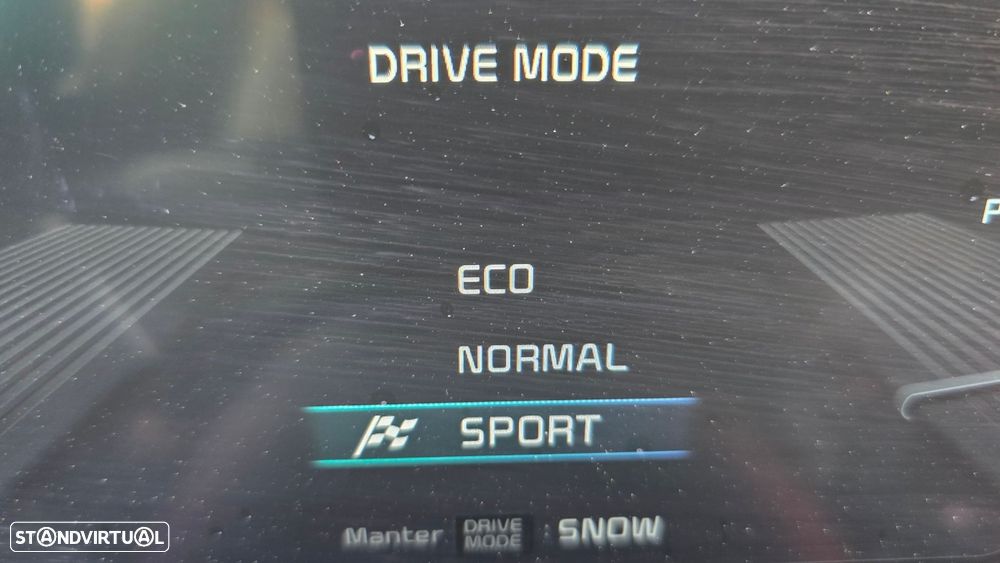 DRIVE MODE
ECO
NORMAL
SPORT
Manter DRIVE MODE SNOW
STANDVIRTUAL